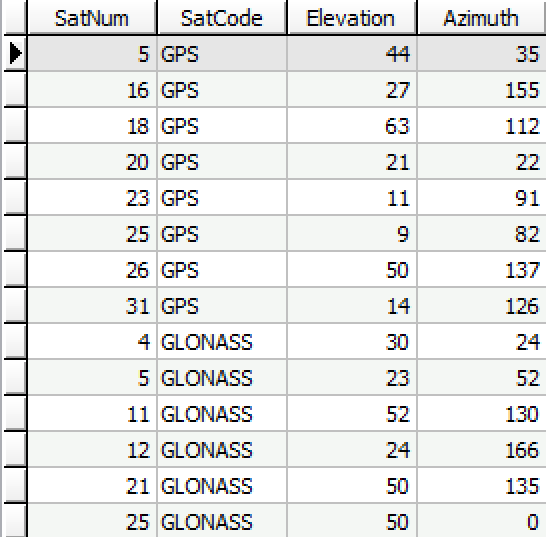 SatNum SatCode Elevation Azimuth
5 GPS 44 35
16 GPS 27 155
18 GPS 63 112
20 GPS 21 22
23 GPS 11 91
25 GPS 9 82
26 GPS 50 137
31 GPS 14 126
4 GLONASS 30 24
5 GLONASS 23 52
11 GLONASS 52 130
12 GLONASS 24 166
21 GLONASS 50 135
25 GLONASS 50 0